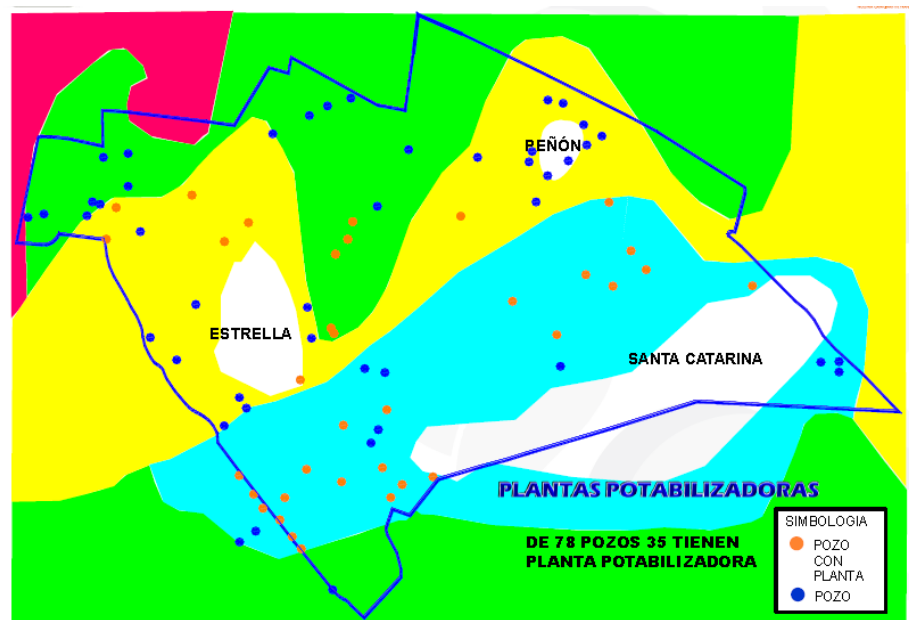 PEÑÓN
ESTRELLA
SANTA CATARINA
PLANTAS POTABILIZADORAS
DE 78 POZOS 35 TIENEN
PLANTA POTABILIZADORA
SIMBOLOGIA
POZO
CON
PLANTA
POZO